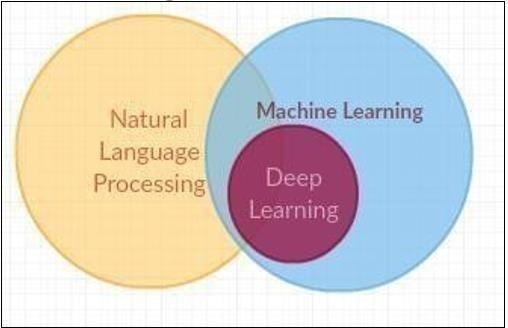 Natural
Language
Processing
Machine Learning
Deep
Learning